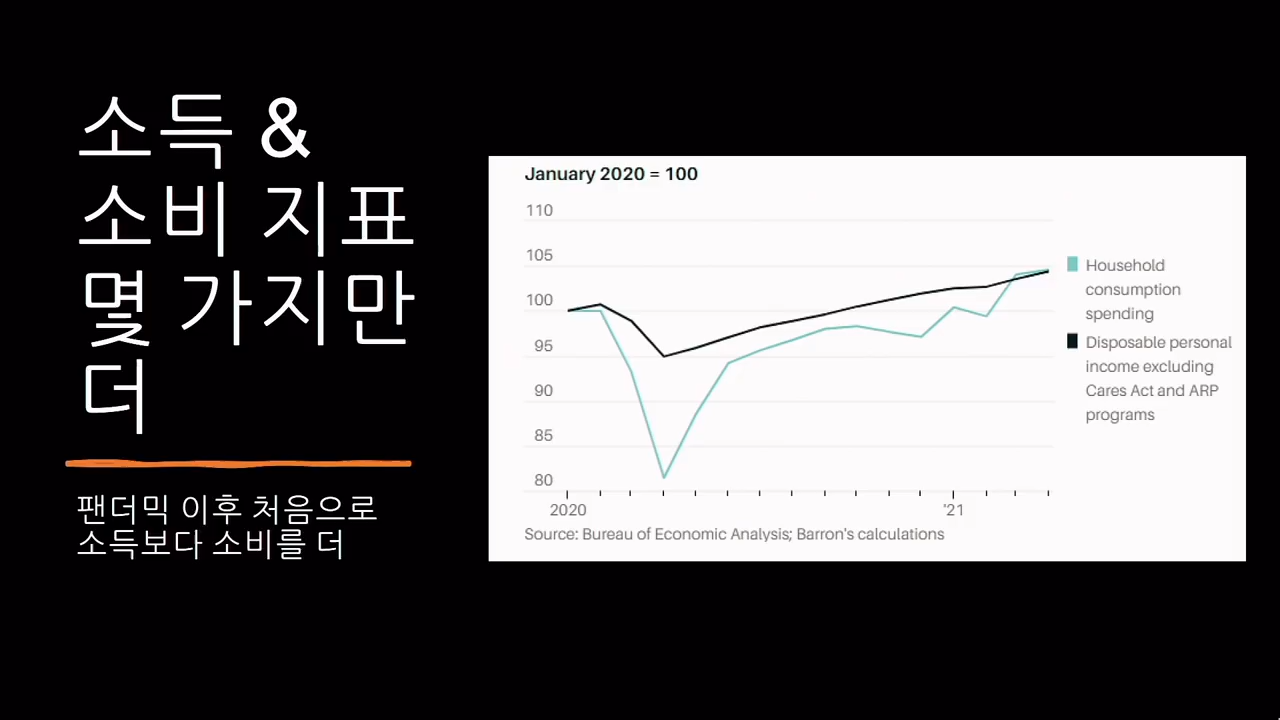 소득 &
소비 지표
몇 가지만
더
팬더믹 이후 처음으로
소득보다 소비를 더
January 2020 = 100
110
105
100
95
90
85
80
2020
'21
Household
consumption
spending
Disposable personal
income excluding
Cares Act and ARP
programs
Source: Bureau of Economic Analysis; Barron's calculations